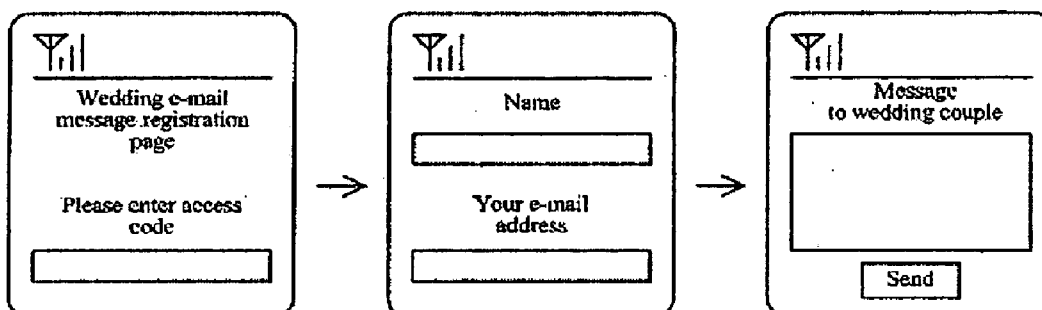 Wedding e-mail
message registration
page
Please enter access
code
Name
Your e-mail
address
Message
to wedding couple
Send